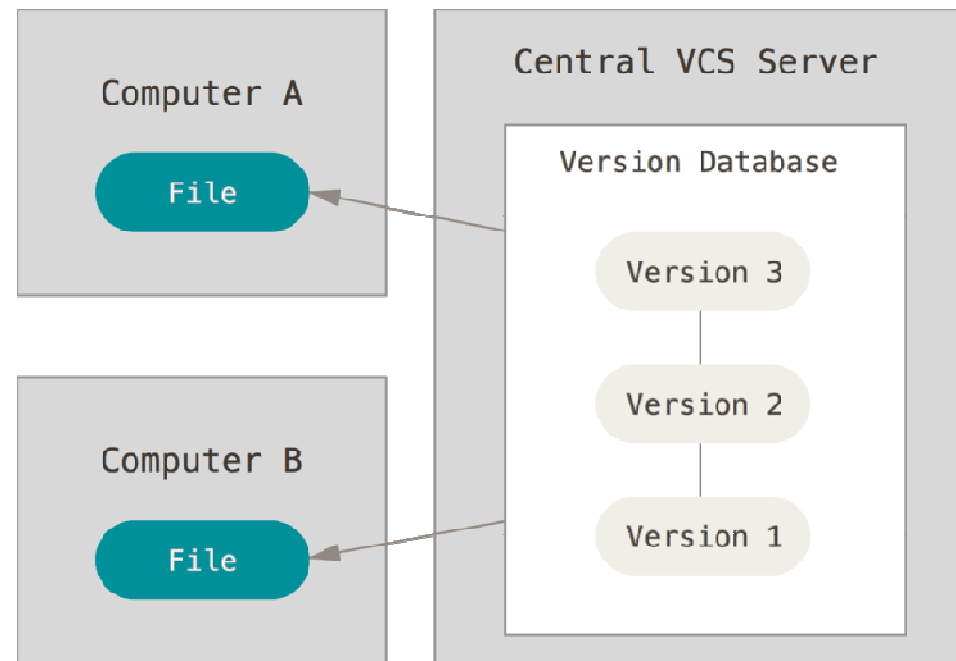 Computer A
File
Computer B
File
Central VCS Server
Version Database
Version 3
Version 2
Version 1